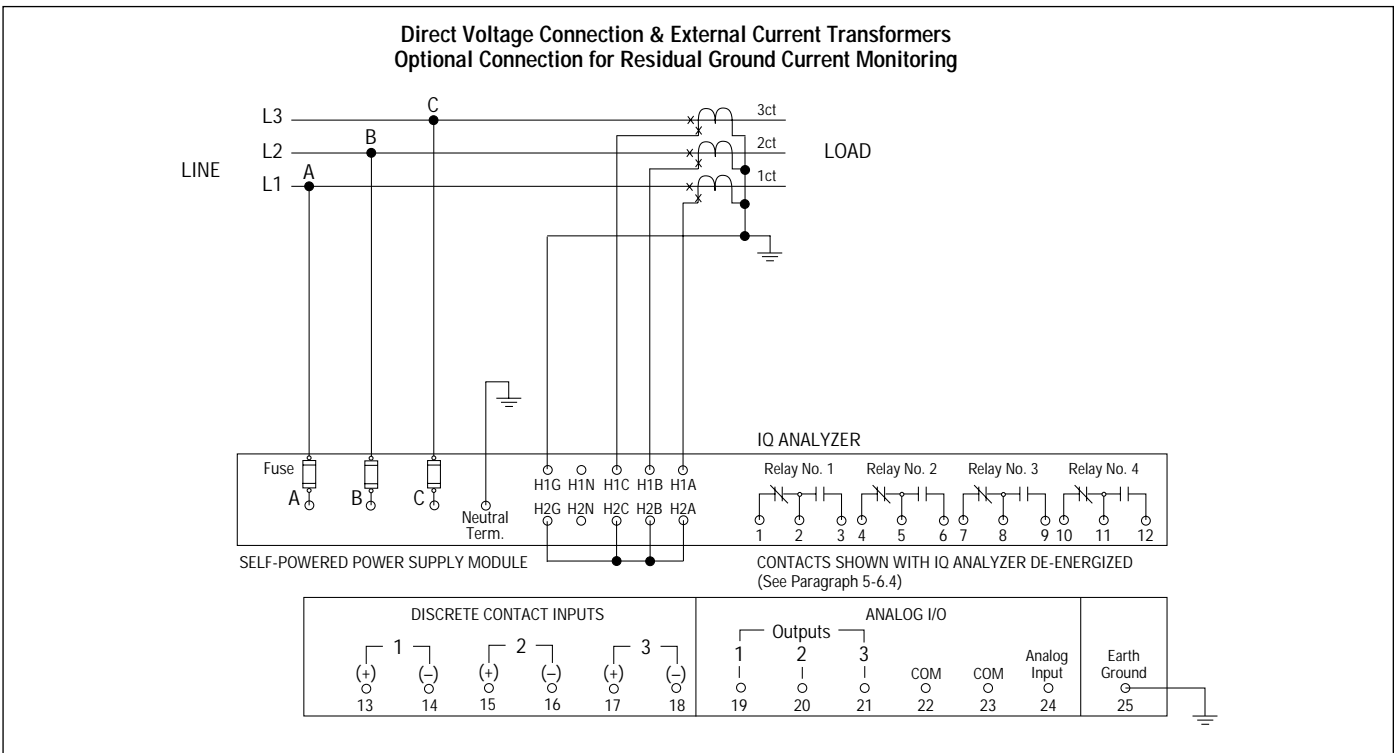 Direct Voltage Connection & External Current Transformers
Optional Connection for Residual Ground Current Monitoring
L3 C 3ct
L2 B 2ct
LINE LOAD
L1 A 1ct
IQ ANALYZER
Fuse
A B C
Neutral
Term.
H1G H1N H1C H1B H1A
H2G H2N H2C H2B H2A
Relay No. 1 Relay No. 2 Relay No. 3 Relay No. 4
1 2 3 4 5 6 7 8 9 10 11 12
SELF-POWERED POWER SUPPLY MODULE
CONTACTS SHOWN WITH IQ ANALYZER DE-ENERGIZED
(See Paragraph 5-6.4)
DISCRETE CONTACT INPUTS
1 2 3
(+) (–) (+) (–) (+) (–)
13 14 15 16 17 18
ANALOG I/O
Outputs
1 2 3
COM COM
Analog
Input
19 20 21 22 23 24
Earth
Ground
25